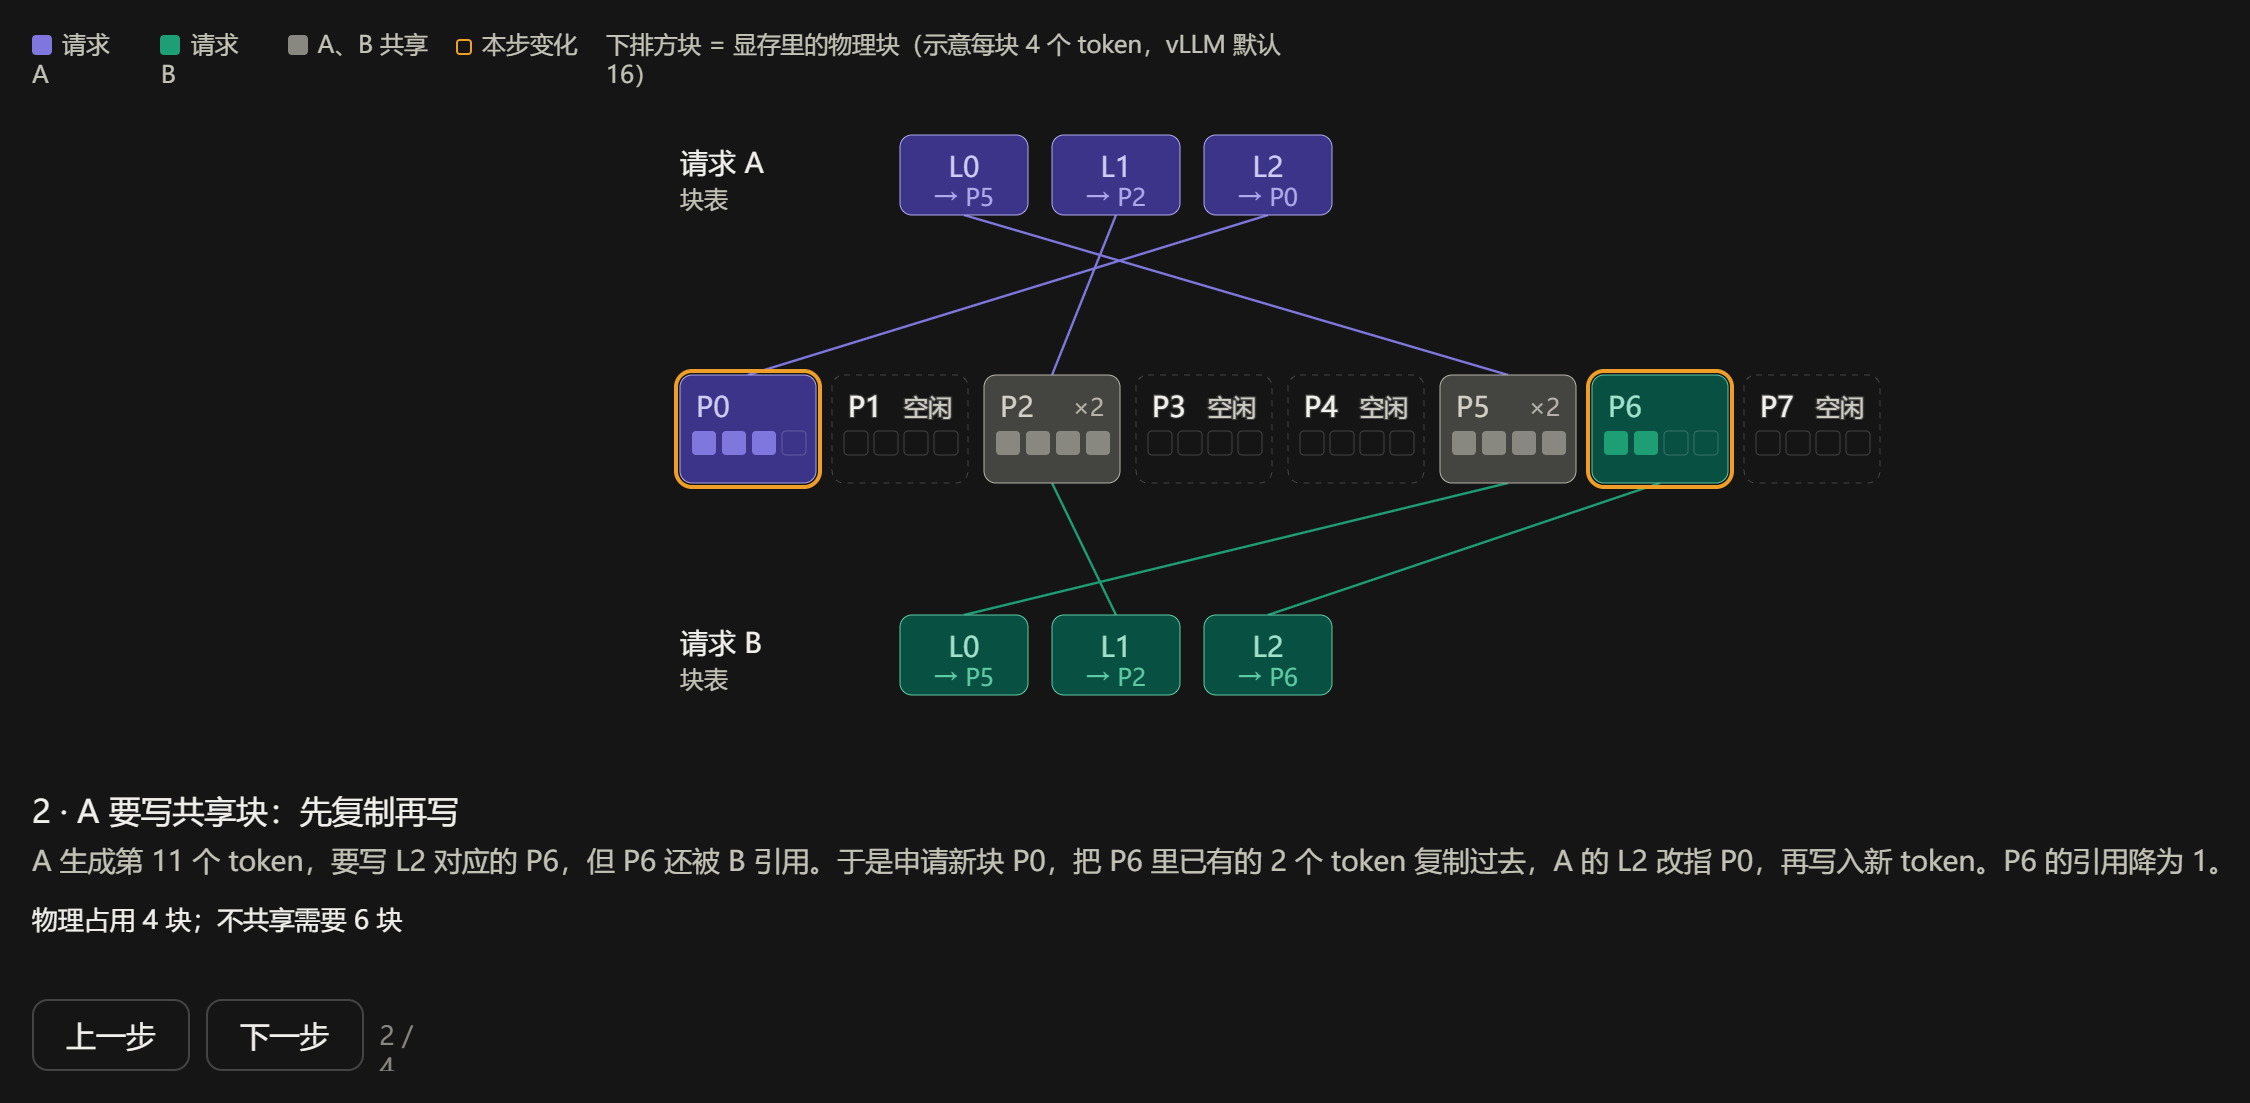 请求 A
请求 B
A、B 共享
本步变化
下排方块 = 显存里的物理块（示意每块 4 个 token，vLLM 默认
16）
请求 A
块表
L0
→ P5
L1
→ P2
L2
→ P0
P0
P1 空闲
P2 ×2
P3 空闲
P4 空闲
P5 ×2
P6
P7 空闲
请求 B
块表
L0
→ P5
L1
→ P2
L2
→ P6
2 · A 要写共享块：先复制再写
A 生成第 11 个 token，要写 L2 对应的 P6，但 P6 还被 B 引用。于是申请新块 P0，把 P6 里已有的 2 个 token 复制过去，A 的 L2 改指 P0，再写入新 token。P6 的引用降为 1。
物理占用 4 块；不共享需要 6 块
上一步
下一步
2 /
4